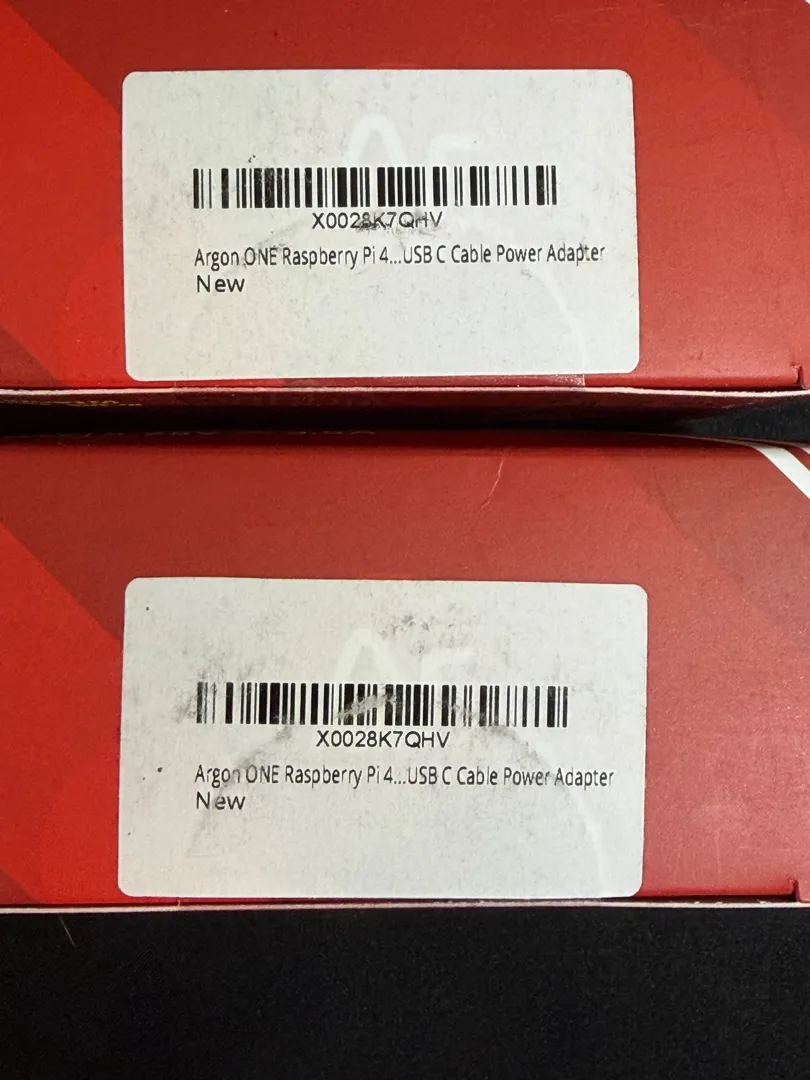 X0028K7QHV
Argon ONE Raspberry Pi 4...USB C Cable Power Adapter
New
X0028K7QHV
Argon ONE Raspberry Pi 4...USB C Cable Power Adapter
New